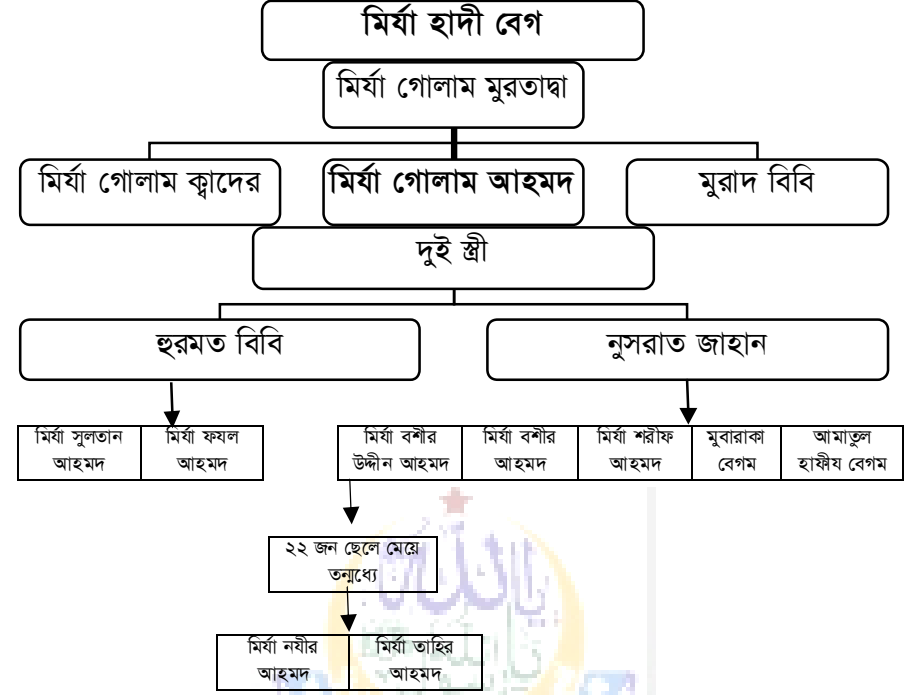 মির্যা হাদী বেগ
মির্যা গোলাম মুরতাদ্বা
মির্যা গোলাম ক্বাদের
মির্যা গোলাম আহমদ
মুরাদ বিবি
দুই স্ত্রী
হুরমত বিবি
নুসরাত জাহান
মির্যা সুলতান
আহমদ
মির্যা ফযল
আহমদ
মির্যা বশীর
উদ্দীন আহমদ
মির্যা বশীর
আহমদ
মির্যা শরীফ
আহমদ
মুবারাকা
বেগম
আমাতুল
হাফীয বেগম
২২ জন ছেলে মেয়ে
তন্মধ্যে
মির্যা নযীর
আহমদ
মির্যা তাহির
আহমদ